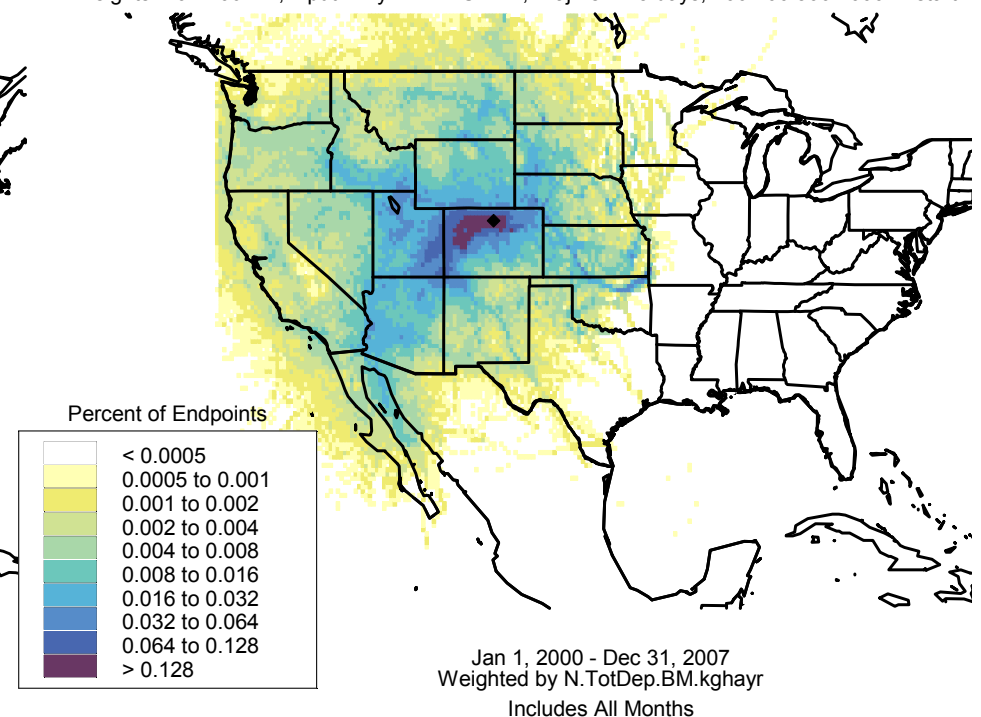 Percent of Endpoints
< 0.0005
0.0005 to 0.001
0.001 to 0.002
0.002 to 0.004
0.004 to 0.008
0.008 to 0.016
0.016 to 0.032
0.032 to 0.064
0.064 to 0.128
> 0.128
Jan 1, 2000 - Dec 31, 2007
Weighted by N.TotDep.BM.kghayr
Includes All Months